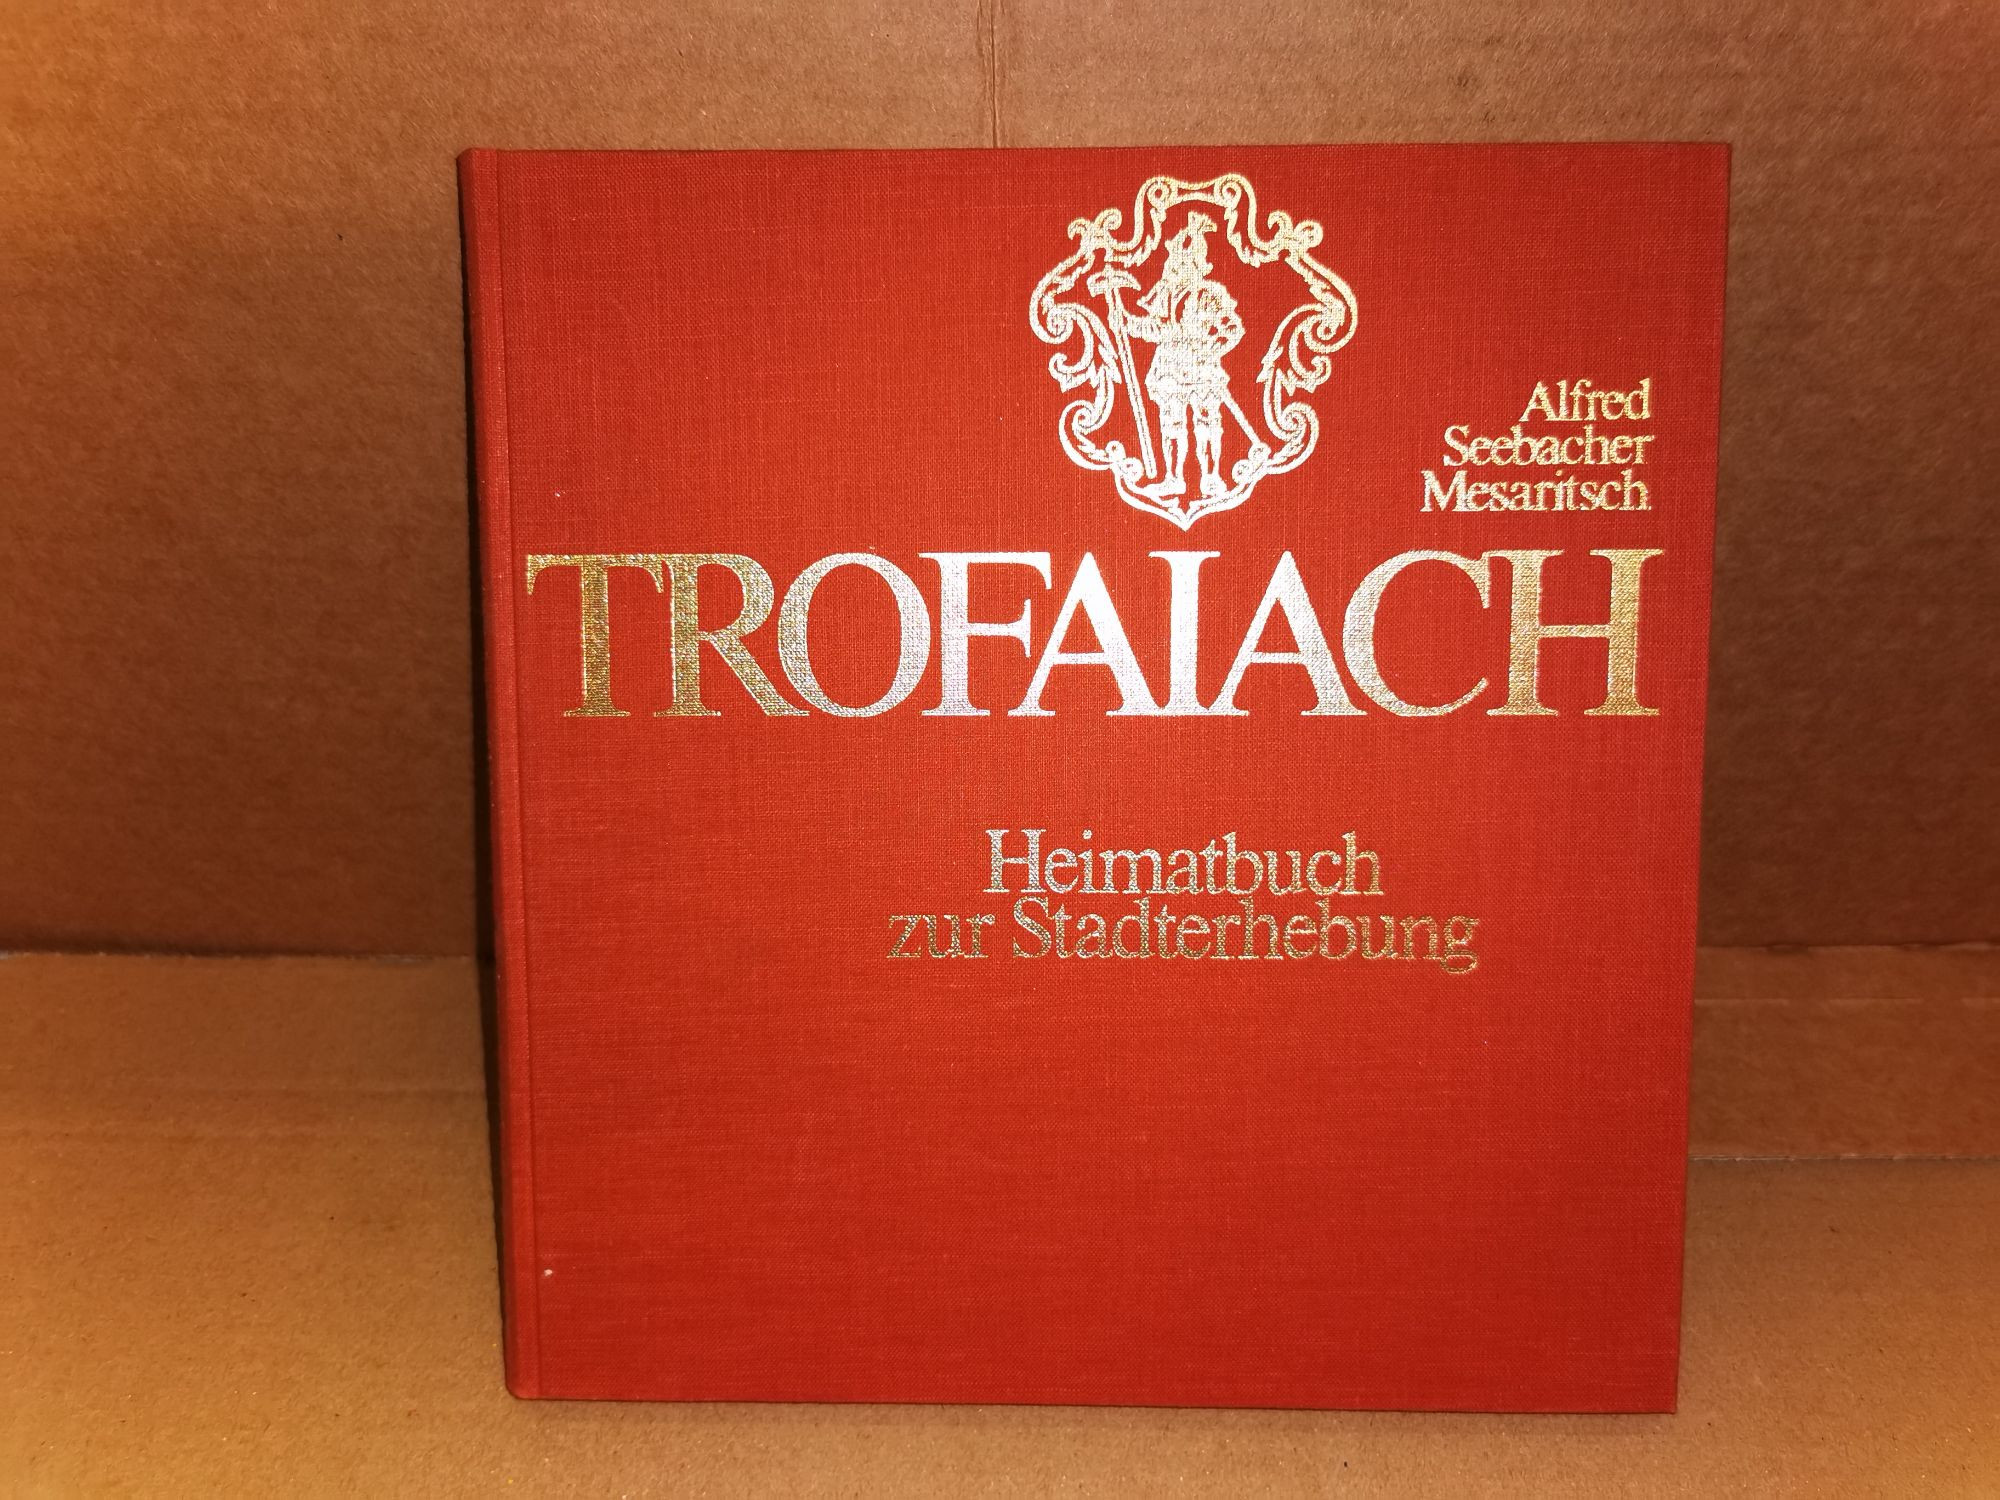 Alfred
Seebacher
Mesaritsch
TROFAIACH
Heimatbuch
zur Stadterhebung